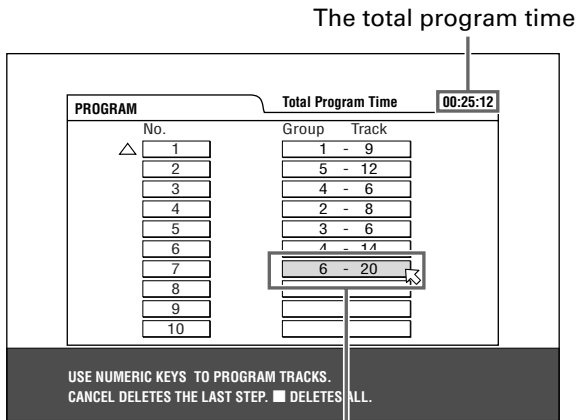 The total program time
PROGRAM Total Program Time 00:25:12
No. Group Track
1 1 - 9
2 5 - 12
3 4 - 6
4 2 - 8
5 3 - 6
6 4 - 14
7 6 - 20
8
9
10
USE NUMERIC KEYS TO PROGRAM TRACKS.
CANCEL DELETES THE LAST STEP. ■ DELETES ALL.